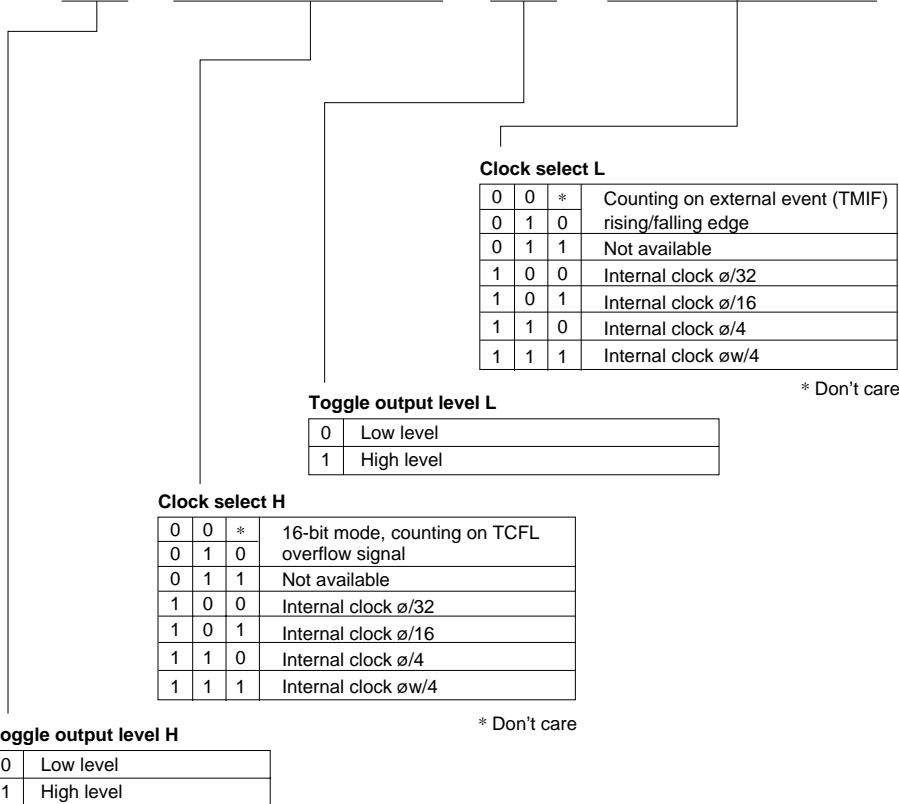 Clock select L
0 0 * Counting on external event (TMIF)
0 1 0 rising/falling edge
0 1 1 Not available
1 0 0 Internal clock ø/32
1 0 1 Internal clock ø/16
1 1 0 Internal clock ø/4
1 1 1 Internal clock øw/4
* Don't care
Toggle output level L
0 Low level
1 High level
Clock select H
0 0 * 16-bit mode, counting on TCFL
0 1 0 overflow signal
0 1 1 Not available
1 0 0 Internal clock ø/32
1 0 1 Internal clock ø/16
1 1 0 Internal clock ø/4
1 1 1 Internal clock øw/4
* Don't care
oggle output level H
0 Low level
1 High level